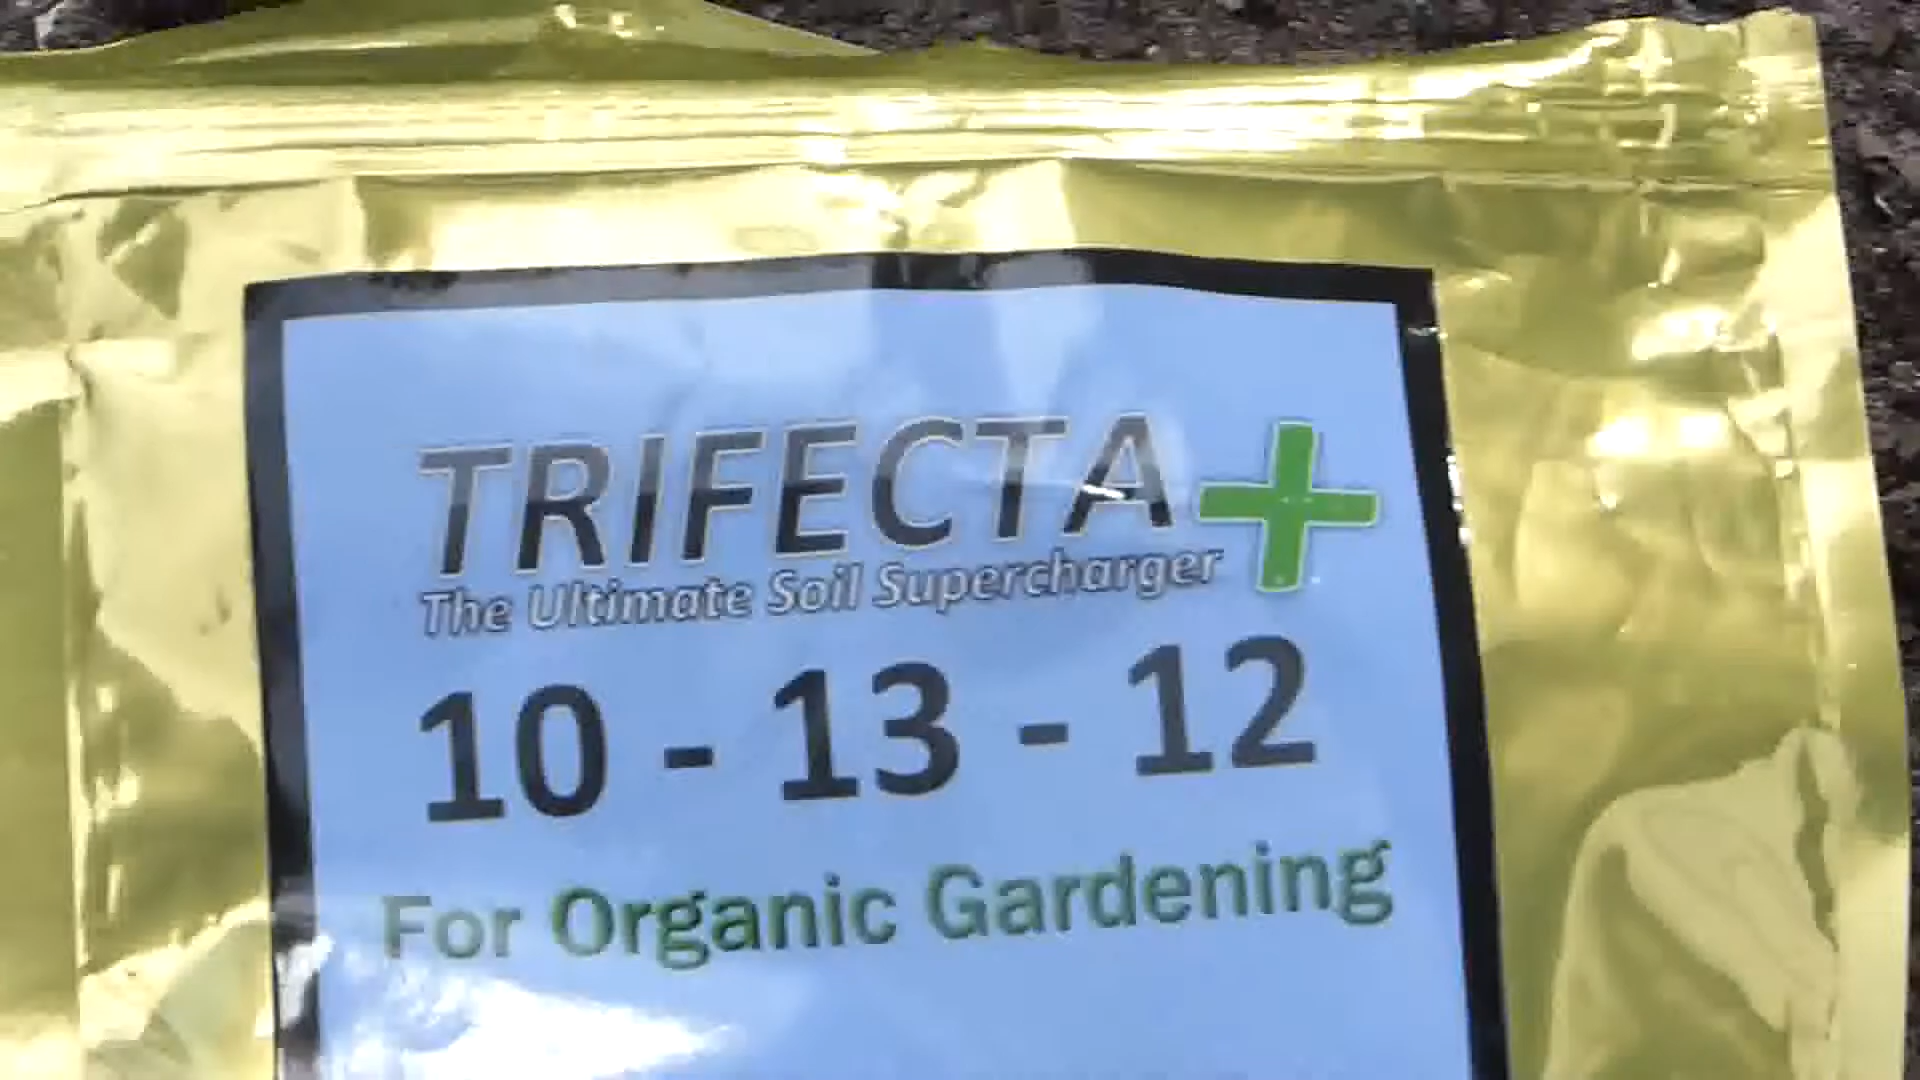 TRIFECTA+
The Ultimate Soil Supercharger
10 - 13 - 12
For Organic Gardening